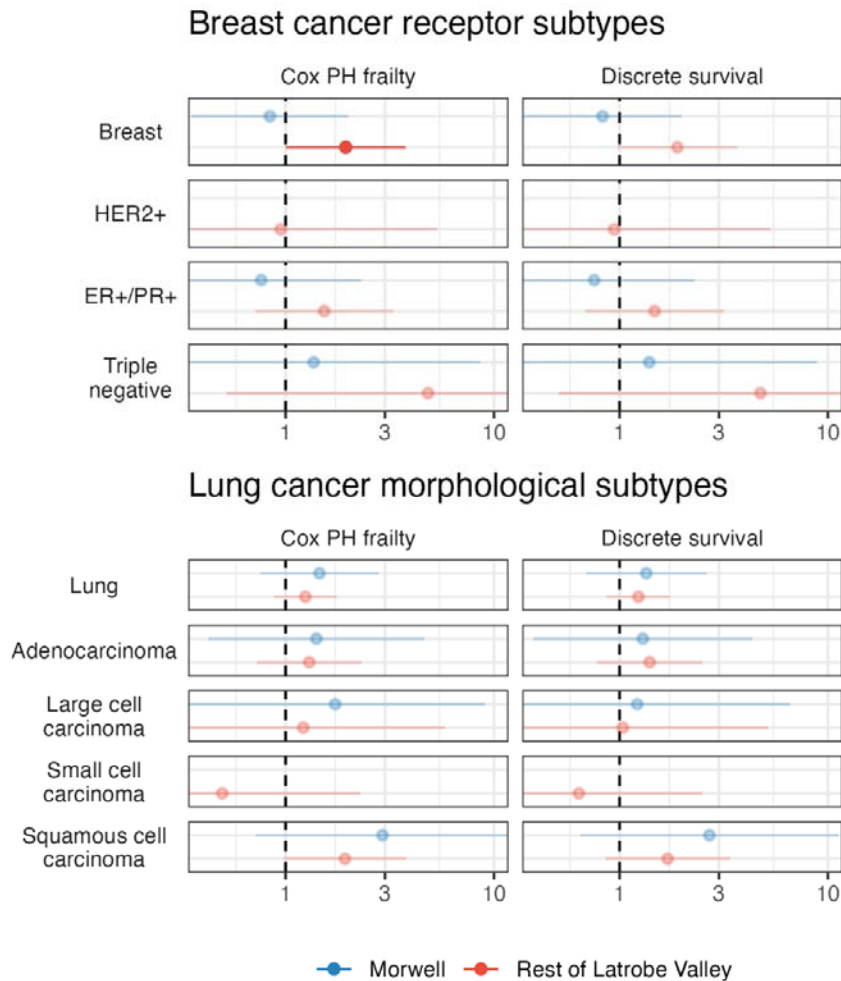 Breast cancer receptor subtypes
Cox PH frailty
Discrete survival
Breast
HER2+
ER+/PR+
Triple
negative
1 3 10 1 3 10
Lung cancer morphological subtypes
Cox PH frailty
Discrete survival
Lung
Adenocarcinoma
Large cell
carcinoma
Small cell
carcinoma
Squamous cell
carcinoma
1 3 10 1 3 10
Morwell Rest of Latrobe Valley